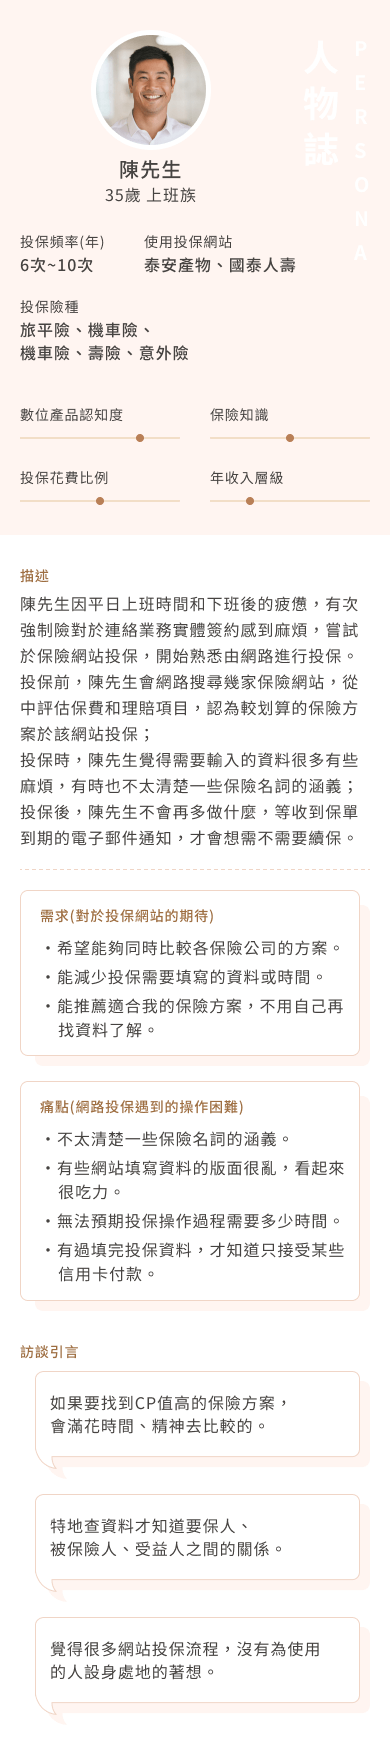 人物誌
PERSONA
陳先生
35歲 上班族
投保頻率(年)
6次~10次
使用投保網站
泰安產物、國泰人壽
投保險種
旅平險、機車險、
機車險、壽險、意外險
數位產品認知度
保險知識
投保花費比例
年收入層級
描述
陳先生因平日上班時間和下班後的疲憊，有次
強制險對於連絡業務實體簽約感到麻煩，嘗試
於保險網站投保，開始熟悉由網路進行投保。
投保前，陳先生會網路搜尋幾家保險網站，從
中評估保費和理賠項目，認為較划算的保險方
案於該網站投保；
投保時，陳先生覺得需要輸入的資料很多有些
麻煩，有時也不太清楚一些保險名詞的涵義；
投保後，陳先生不會再多做什麼，等收到保單
到期的電子郵件通知，才會想需不需要續保。
需求(對於投保網站的期待)
・希望能夠同時比較各保險公司的方案。
・能減少投保需要填寫的資料或時間。
・能推薦適合我的保險方案，不用自己再
找資料了解。
痛點(網路投保遇到的操作困難)
・不太清楚一些保險名詞的涵義。
・有些網站填寫資料的版面很亂，看起來
很吃力。
・無法預期投保操作過程需要多少時間。
・有過填完投保資料，才知道只接受某些
信用卡付款。
訪談引言
如果要找到CP值高的保險方案，
會滿花時間、精神去比較的。
特地查資料才知道要保人、
被保險人、受益人之間的關係。
覺得很多網站投保流程，沒有為使用
的人設身處地的著想。